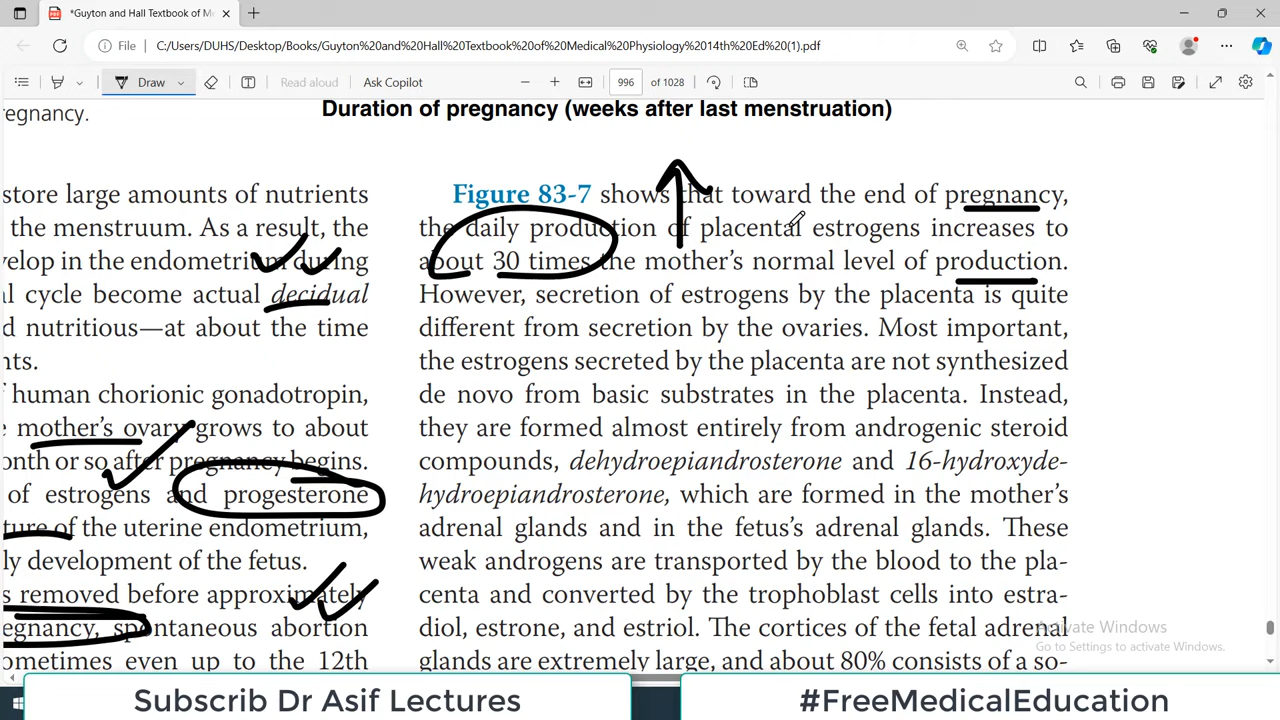 *Guyton and Hall Textbook of Me
File
C:/Users/DUHS/Desktop/Books/Guyton%20and%20Hall%20Textbook%20of%20Medical%20Physiology%2014th%20Ed%20(1).pdf
Draw
Read aloud
Ask Copilot
996 of 1028
Duration of pregnancy (weeks after last menstruation)
regnancy.
store large amounts of nutrients
the menstruum. As a result, the
velop in the endometrium during
al cycle become actual decidual
d nutritious—at about the time
nts.
f human chorionic gonadotropin,
e mother's ovary grows to about
onth or so after pregnancy begins.
of estrogens and progesterone
ture of the uterine endometrium,
ly development of the fetus.
s removed before approximately
egnancy, spontaneous abortion
ometimes even up to the 12th
Figure 83-7 shows that toward the end of pregnancy,
the daily production of placental estrogens increases to
about 30 times the mother's normal level of production.
However, secretion of estrogens by the placenta is quite
different from secretion by the ovaries. Most important,
the estrogens secreted by the placenta are not synthesized
de novo from basic substrates in the placenta. Instead,
they are formed almost entirely from androgenic steroid
compounds, dehydroepiandrosterone and 16-hydroxyde-
hydroepiandrosterone, which are formed in the mother's
adrenal glands and in the fetus's adrenal glands. These
weak androgens are transported by the blood to the pla-
centa and converted by the trophoblast cells into estra-
diol, estrone, and estriol. The cortices of the fetal adrenal
glands are extremely large, and about 80% consists of a so-
Activate Windows
Go to Settings to activate Windows.
Subscrib Dr Asif Lectures
#FreeMedicalEducation